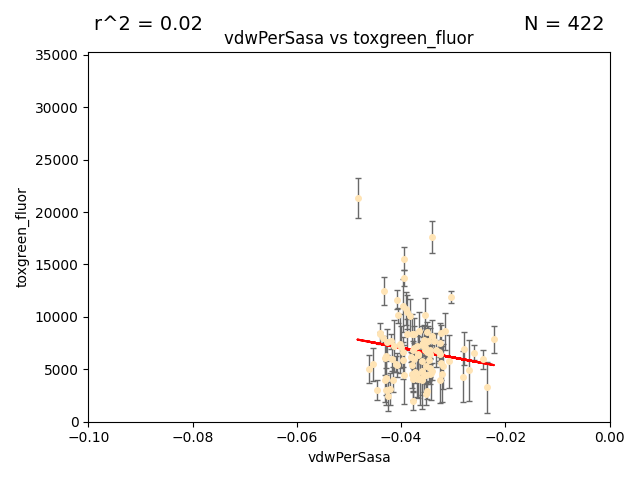 r^2 = 0.02
N = 422
vdwPerSasa vs toxgreen_fluor
35000
30000
25000
20000
15000
10000
5000
0
toxgreen_fluor
−0.10
−0.08
−0.06
−0.04
−0.02
0.00
vdwPerSasa